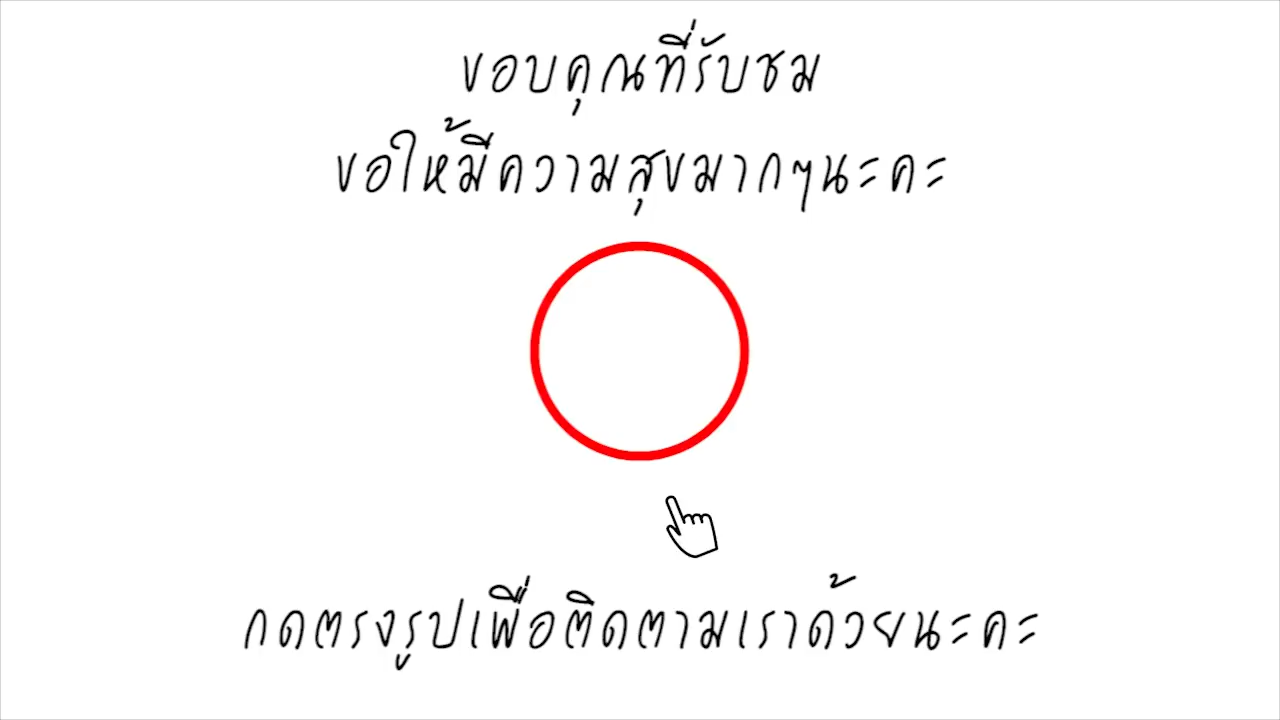 ขอบคุณที่รับชม
ขอให้มีความสุขมากๆนะคะ
กดตรงรูปเพื่อติดตามเราด้วยนะคะ